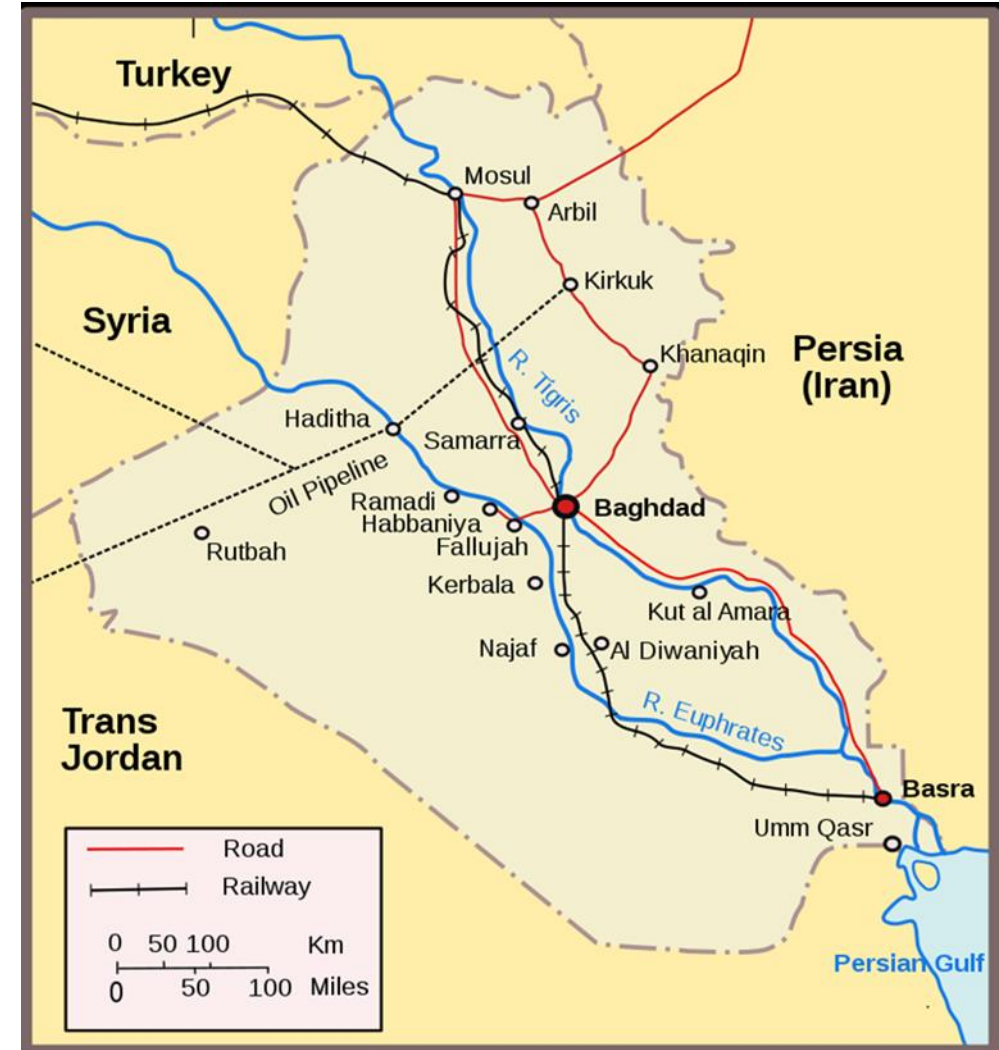 Turkey
Mosul
Arbil
Kirkuk
Syria
Khanaqin
Persia
(Iran)
R. Tigris
Haditha
Samarra
Oil Pipeline
Ramadi
Baghdad
Habbaniya
Rutbah
Fallujah
Kerbala
Kut al Amara
Najaf
Al Diwaniyah
R. Euphrates
Trans
Jordan
Basra
Umm Qasr
Road
Railway
0 50 100 Km
0 50 100 Miles
Persian Gulf